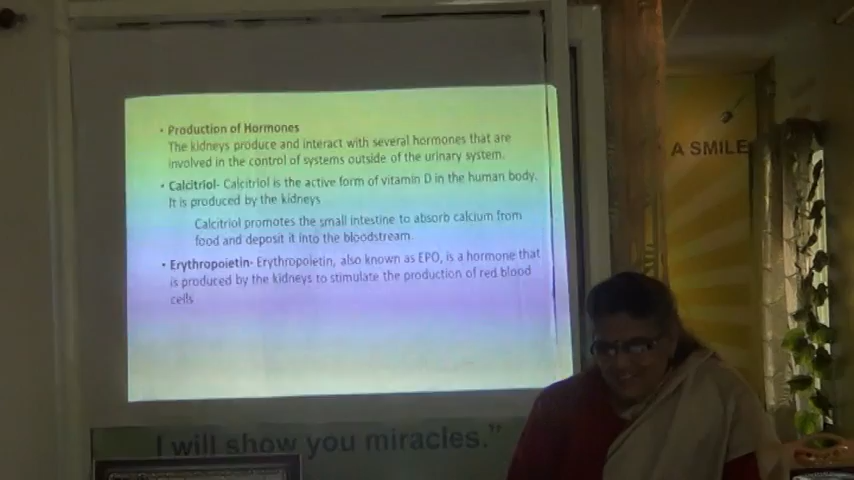 • Production of Hormones
The kidneys produce and interact with several hormones that are
involved in the control of systems outside of the urinary system.
• Calcitriol- Calcitriol is the active form of vitamin D in the human body.
It is produced by the kidneys
Calcitriol promotes the small intestine to absorb calcium from
food and deposit it into the bloodstream.
• Erythropoietin- Erythropoietin, also known as EPO, is a hormone that
is produced by the kidneys to stimulate the production of red blood
cells
A SMILE
I will show you miracles.”